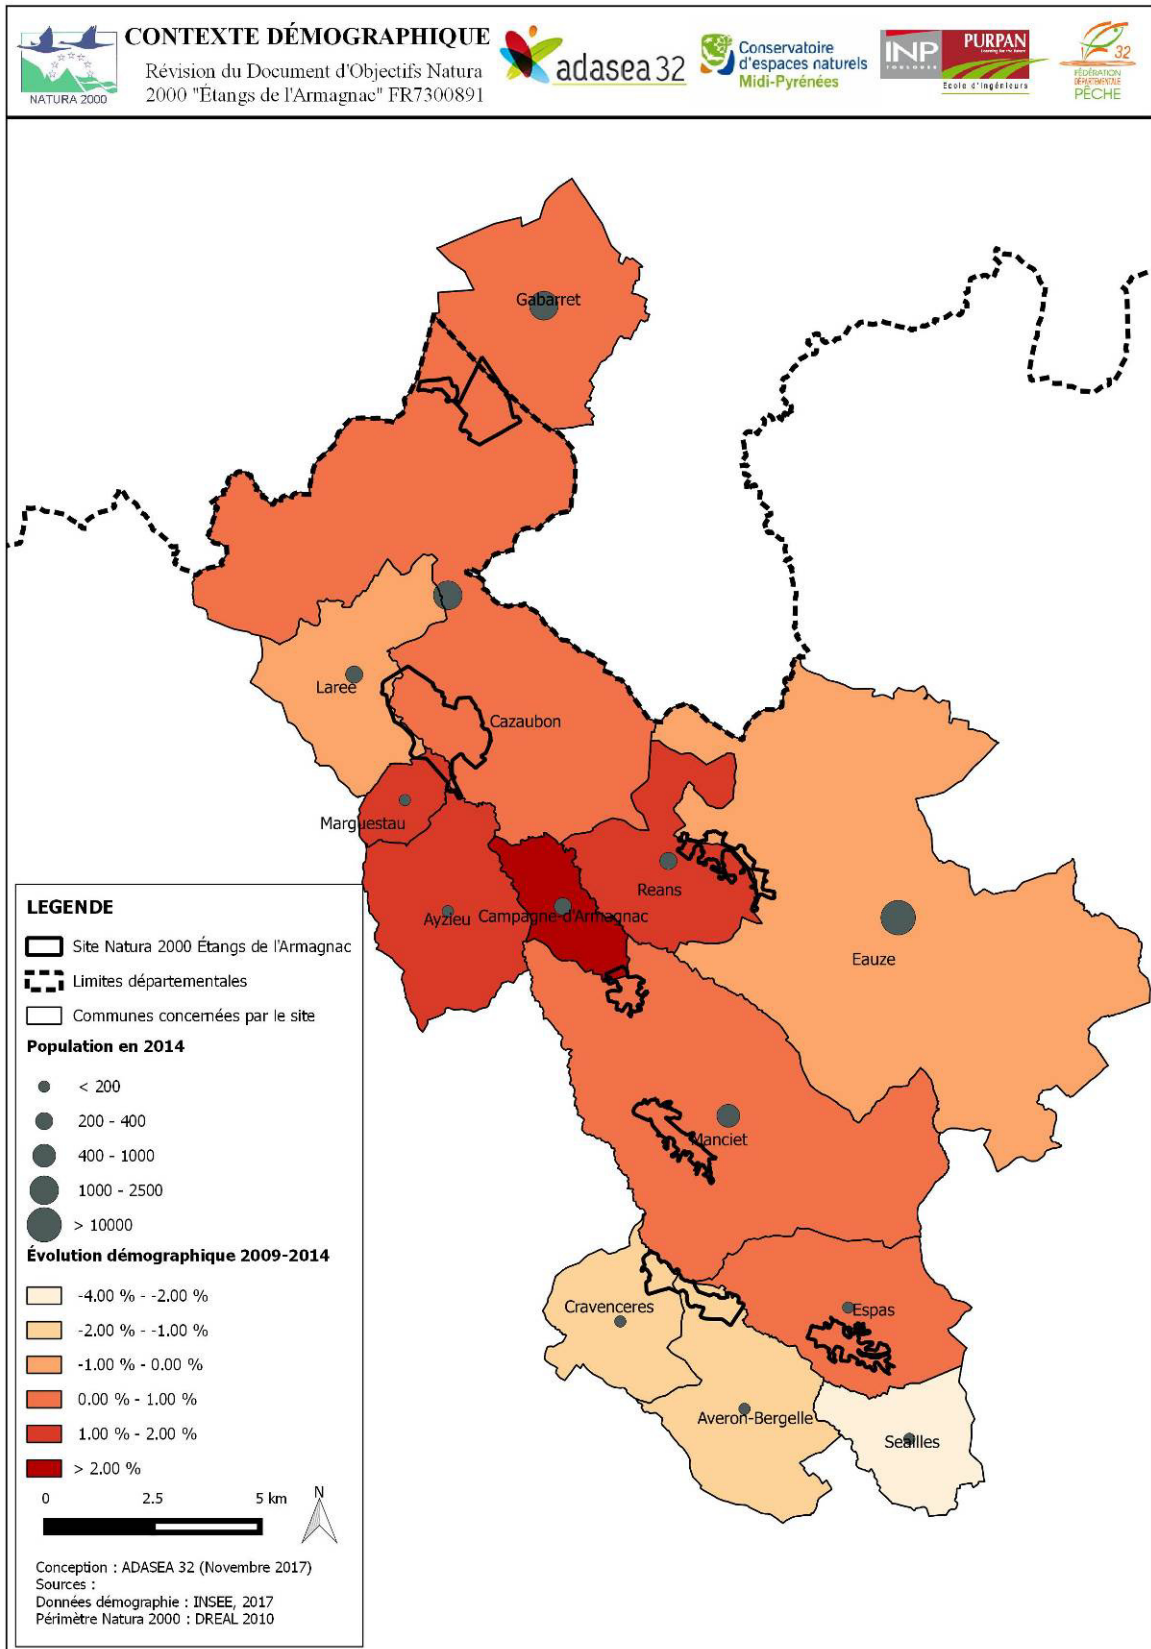 CONTEXTE DÉMOGRAPHIQUE
Révision du Document d'Objectifs Natura
2000 "Étangs de l'Armagnac" FR7300891
NATURA 2000
adasea 32
Conservatoire
d'espaces naturels
Midi-Pyrénées
INP
TOULOUSE
PURPAN
Ecole d'Ingénieurs
32
FÉDÉRATION
DÉPARTEMENTALE
PÊCHE
Gabarret
Laree
Cazaubon
Marguestau
Ayzieu
Campagne-d'Armagnac
Reans
Eauze
Manciet
Cravenceres
Espas
Averon-Bergelle
Seailles
LEGENDE
Site Natura 2000 Étangs de l'Armagnac
Limites départementales
Communes concernées par le site
Population en 2014
< 200
200 - 400
400 - 1000
1000 - 2500
> 10000
Évolution démographique 2009-2014
-4.00 % - -2.00 %
-2.00 % - -1.00 %
-1.00 % - 0.00 %
0.00 % - 1.00 %
1.00 % - 2.00 %
> 2.00 %
0 2.5 5 km
N
Conception : ADASEA 32 (Novembre 2017)
Sources :
Données démographie : INSEE, 2017
Périmètre Natura 2000 : DREAL 2010